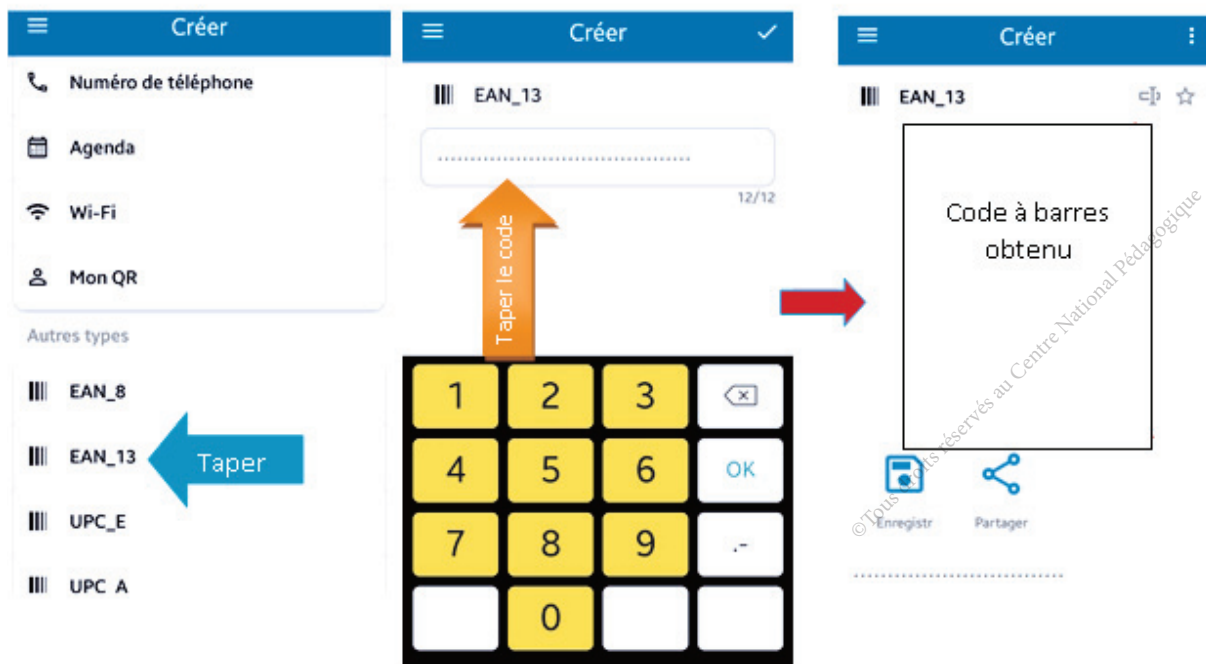 Créer
Numéro de téléphone
Agenda
Wi-Fi
Mon QR
Autres types
EAN_8
EAN_13
Taper
UPC_E
UPC A
Créer
EAN_13
........................................
12/12
Taper le code
1 2 3
4 5 6 OK
7 8 9 .-
0
Créer
EAN_13
Code à barres
obtenu
Enregistr Partager
.................................
©Tous droits réservés au Centre National Pédagogique